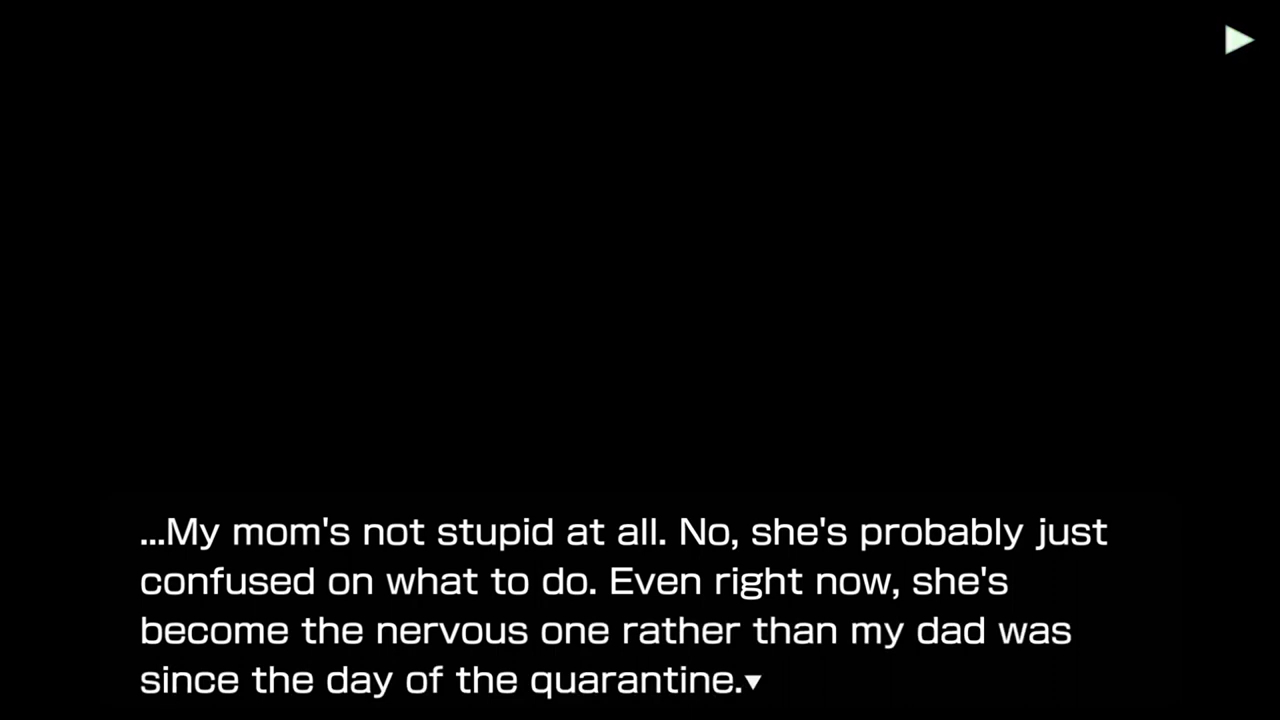 ...My mom's not stupid at all. No, she's probably just
confused on what to do. Even right now, she's
become the nervous one rather than my dad was
since the day of the quarantine.▾